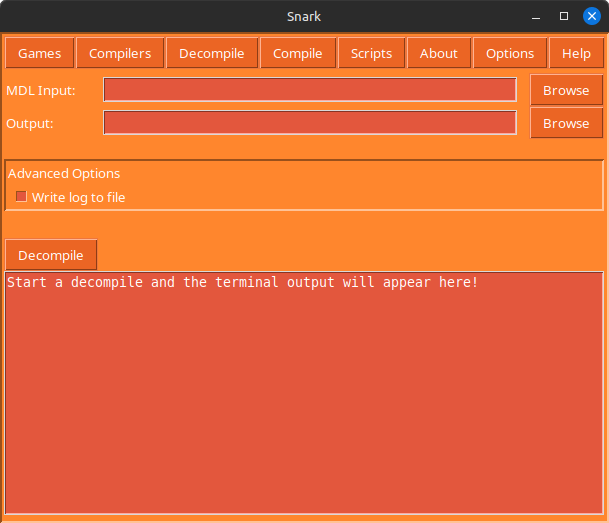 Snark
Games Compilers Decompile Compile Scripts About Options Help
MDL Input: Browse
Output: Browse
Advanced Options
Write log to file
Decompile
Start a decompile and the terminal output will appear here!